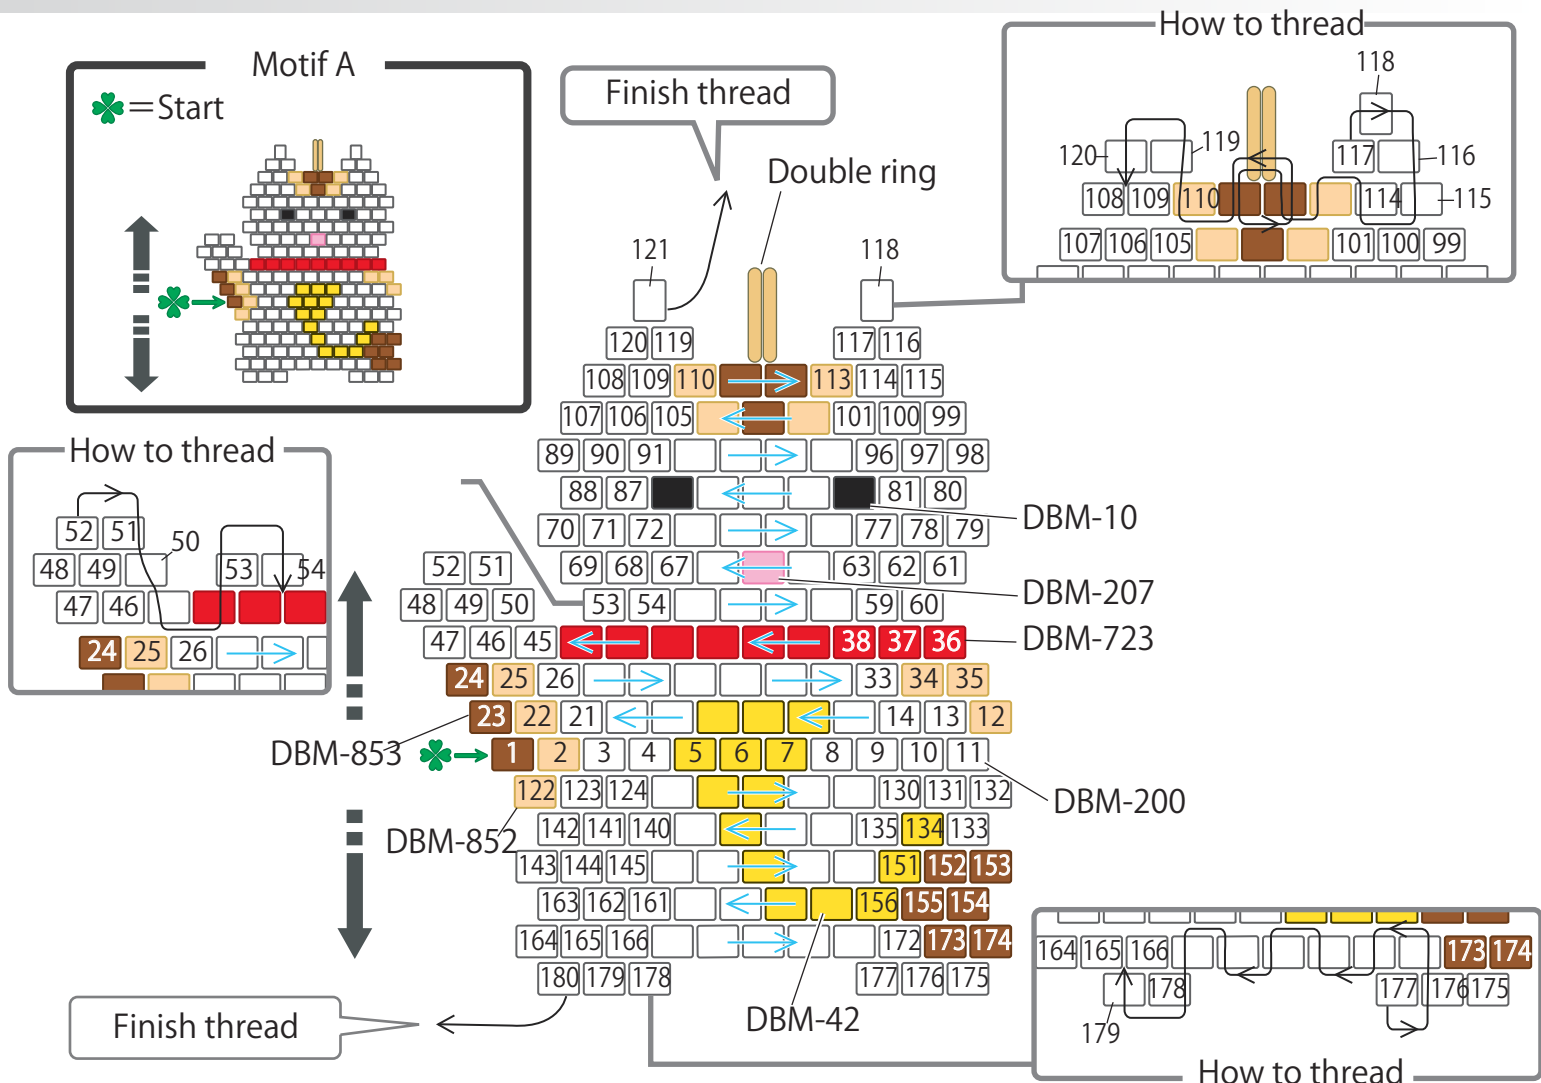 Motif A
=Start
How to thread
118
120
119
117
116
108 109 110 114 115
107 106 105 101 100 99
Finish thread
Double ring
121
118
120 119 117 116
108 109 110 113 114 115
107 106 105 101 100 99
89 90 91 96 97 98
88 87 81 80
DBM-10
70 71 72 77 78 79
52 51 69 68 67 63 62 61
DBM-207
48 49 50 53 54 59 60
47 46 45 38 37 36
DBM-723
24 25 26 33 34 35
23 22 21 14 13 12
DBM-853
1 2 3 4 5 6 7 8 9 10 11
DBM-200
122 123 124 130 131 132
DBM-852
142 141 140 135 134 133
143 144 145 151 152 153
163 162 161 156 155 154
164 165 166 172 173 174
180 179 178 177 176 175
DBM-42
Finish thread
How to thread
52 51
50
48 49 53 54
47 46
24 25 26
164 165 166 173 174
178 177 176 175
179
How to thread